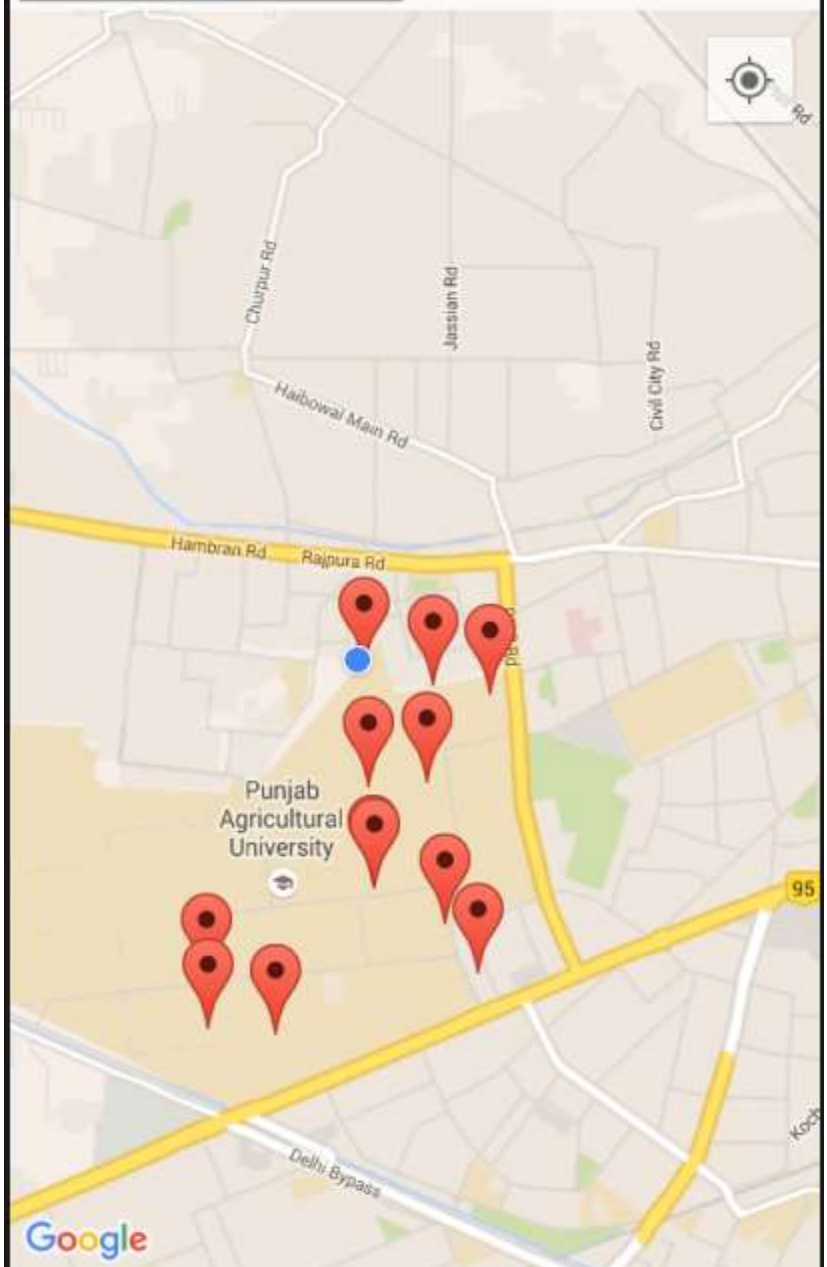 Churpur Rd
Jassian Rd
Haibowal Main Rd
Civil City Rd
Hambran Rd
Rajpura Rd
Rd
Punjab
Agricultural
University
95
Delhi Bypass
Google